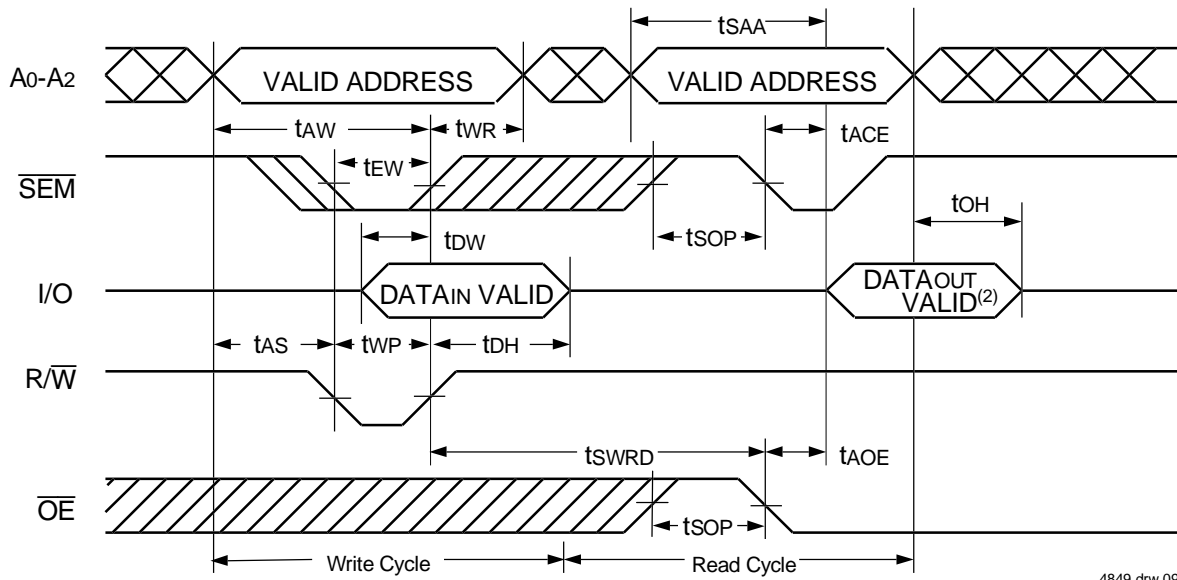 tSAA
A0-A2
VALID ADDRESS
VALID ADDRESS
tAW
tWR
tACE
SEM
tEW
tSOP
tOH
tDW
I/O
DATAIN VALID
DATAOUT
VALID(2)
tAS
tWP
tDH
R/W
tSWRD
tAOE
OE
tSOP
Write Cycle
Read Cycle
4849 drw 09